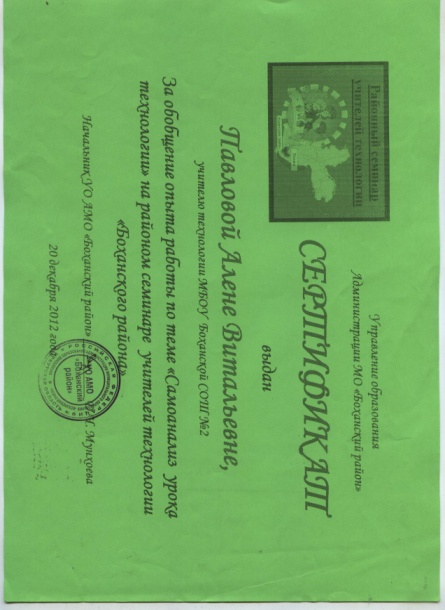 Управление образования
Администрации МО «Боханский район»
Районный семинар
учителей технологии
СЕРТИФИКАТ
выдан
Павловой Алене Витальевне,
учителю технологии МБОУ Боханской СОШ №2
За обобщение опыта работы по теме «Самоанализ урока
технологии» на районом семинаре учителей технологии
«Боханского района»
Начальник УО АМО «Боханский район» Мунхоева
20 декабря 2012 года
УО АМО
«Боханский
район»